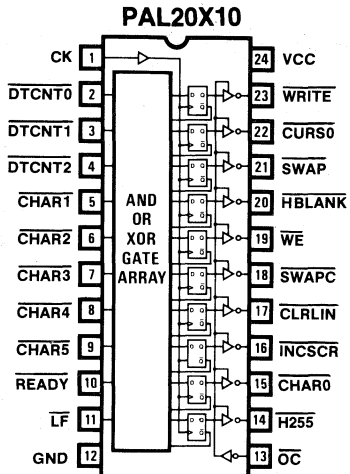 PAL20X10
CK 1 24 VCC
DTCNT0 2 23 WRITE
DTCNT1 3 22 CURS0
DTCNT2 4 21 SWAP
CHAR1 5 20 HBLANK
CHAR2 6 19 WE
CHAR3 7 18 SWAPC
CHAR4 8 17 CLRLIN
CHAR5 9 16 INCSCR
READY 10 15 CHAR0
LF 11 14 H255
GND 12 13 OC
AND
OR
XOR
GATE
ARRAY